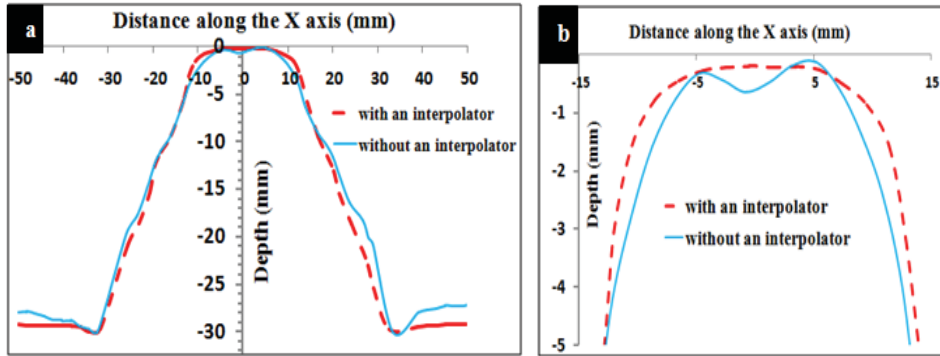 a
Distance along the X axis (mm)
-50 -40 -30 -20 -10 0 10 20 30 40 50
0
-5
-10
-15
-20
-25
-30
Depth (mm)
with an interpolator
without an interpolator
b
Distance along the X axis (mm)
-15 -5 5 15
-1
-2
-3
-4
-5
Depth (mm)
with an interpolator
without an interpolator